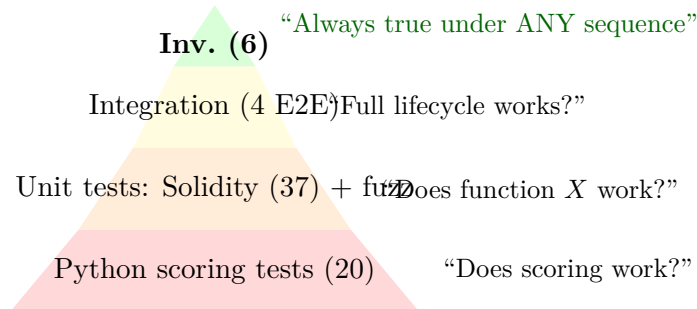 “Always true under ANY sequence”
Inv. (6)
Integration (4 E2E)
“Full lifecycle works?”
Unit tests: Solidity (37) + fuzz
“Does function X work?”
Python scoring tests (20)
“Does scoring work?”